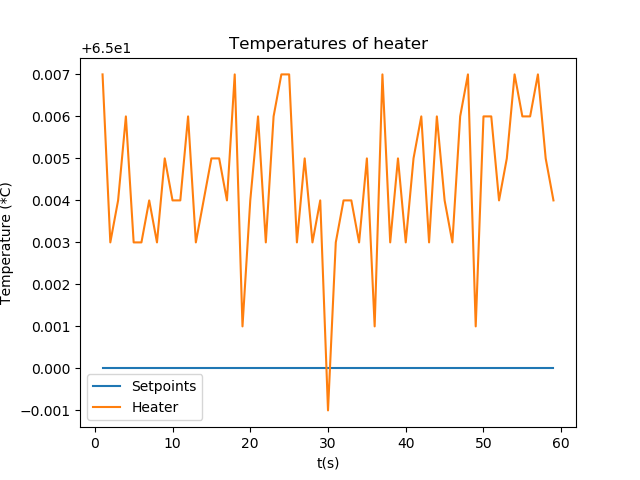 Temperatures of heater
+6.5e1
0.007
0.006
0.005
0.004
0.003
0.002
0.001
0.000
−0.001
Temperature (*C)
Setpoints
Heater
0 10 20 30 40 50 60
t(s)